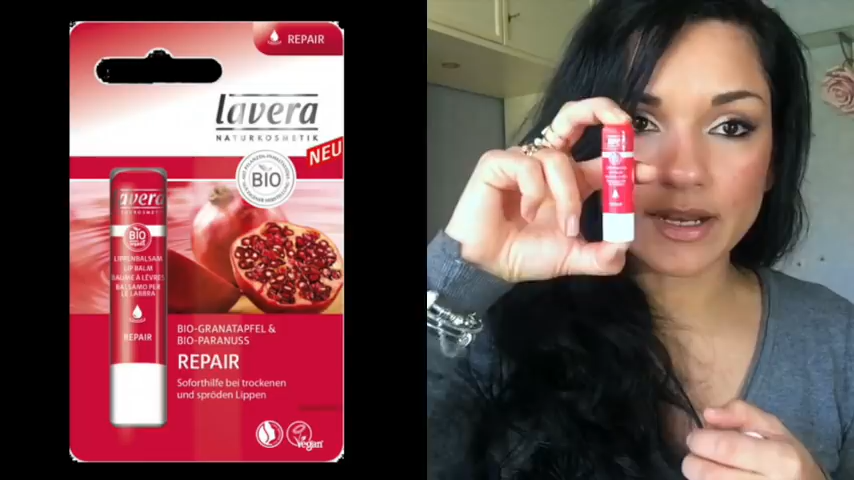 REPAIR
lavera
NATURKOSMETIK
NEU
BIO
lavera
BIO
LIPPENBALSAM
LIP BALM
BAUME À LÈVRES
BALSAMO PER
LE LABBRA
REPAIR
BIO-GRANATAPFEL &
BIO-PARANUSS
REPAIR
Soforthilfe bei trockenen
und spröden Lippen
Vegan